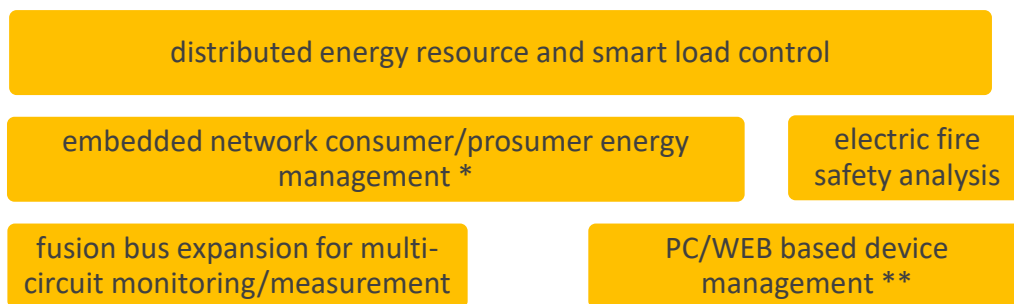 distributed energy resource and smart load control
embedded network consumer/prosumer energy
management *
electric fire
safety analysis
fusion bus expansion for multi-
circuit monitoring/measurement
PC/WEB based device
management **